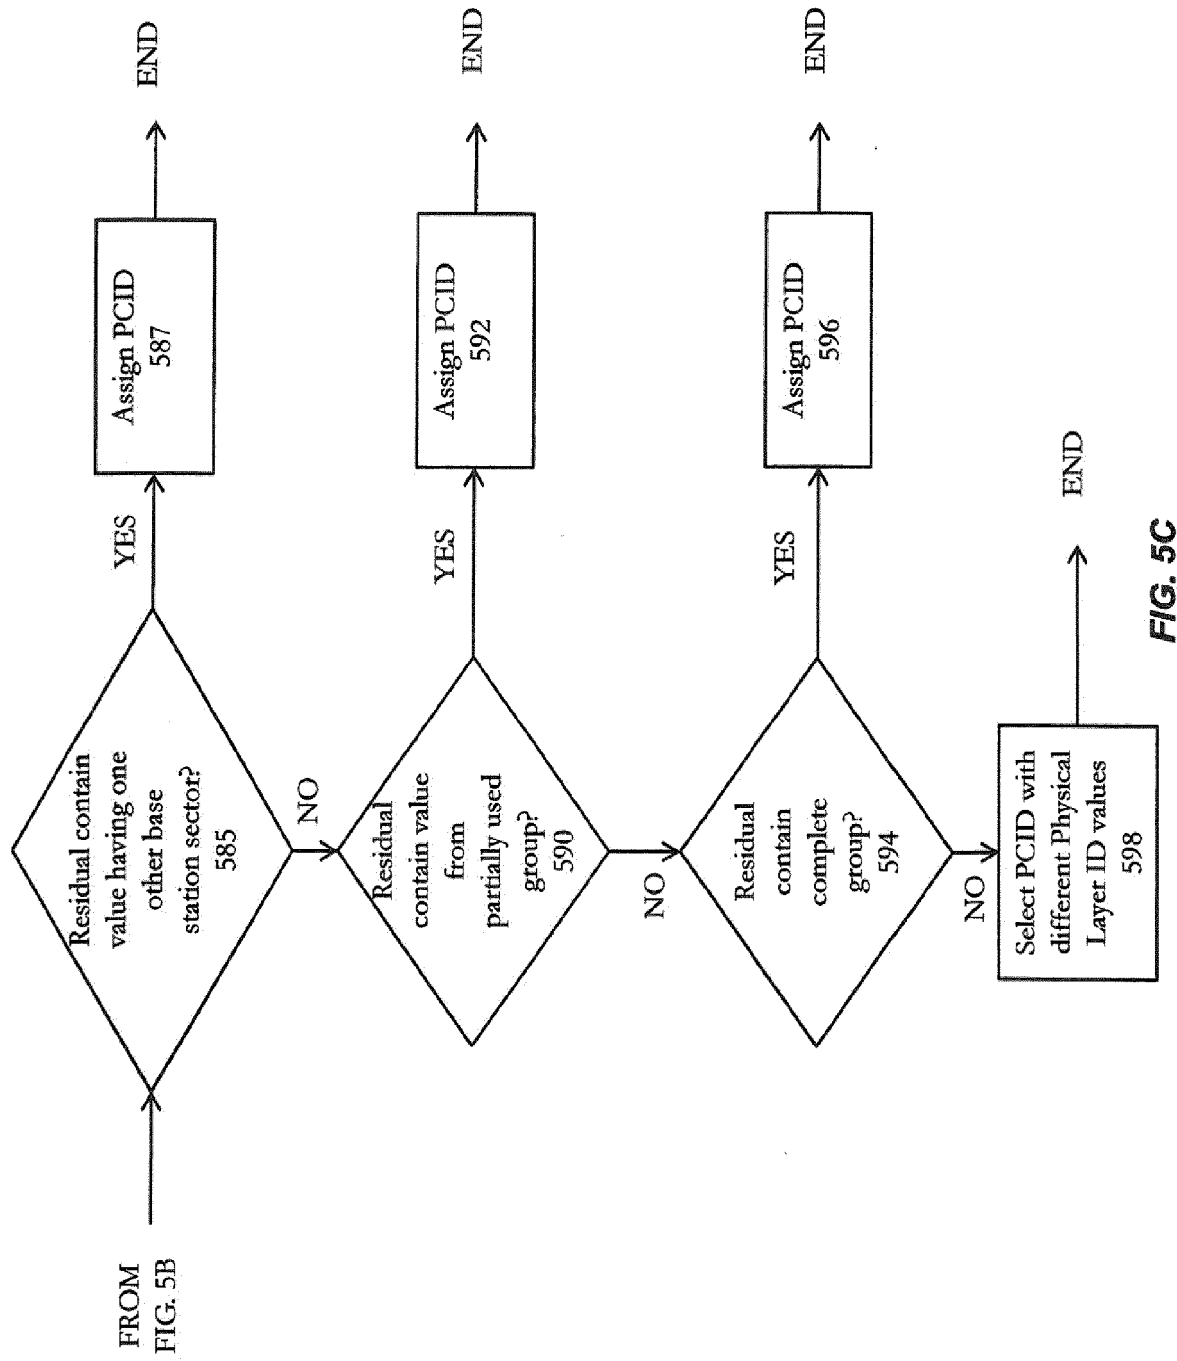 FROM
FIG. 5B
Residual contain
value having one
other base
station sector?
585
YES
Assign PCID
587
END
NO
Residual
contain value
from
partially used
group?
590
YES
Assign PCID
592
END
NO
Residual
contain
complete
group?
594
YES
Assign PCID
596
END
NO
Select PCID with
different Physical
Layer ID values
598
END
FIG. 5C